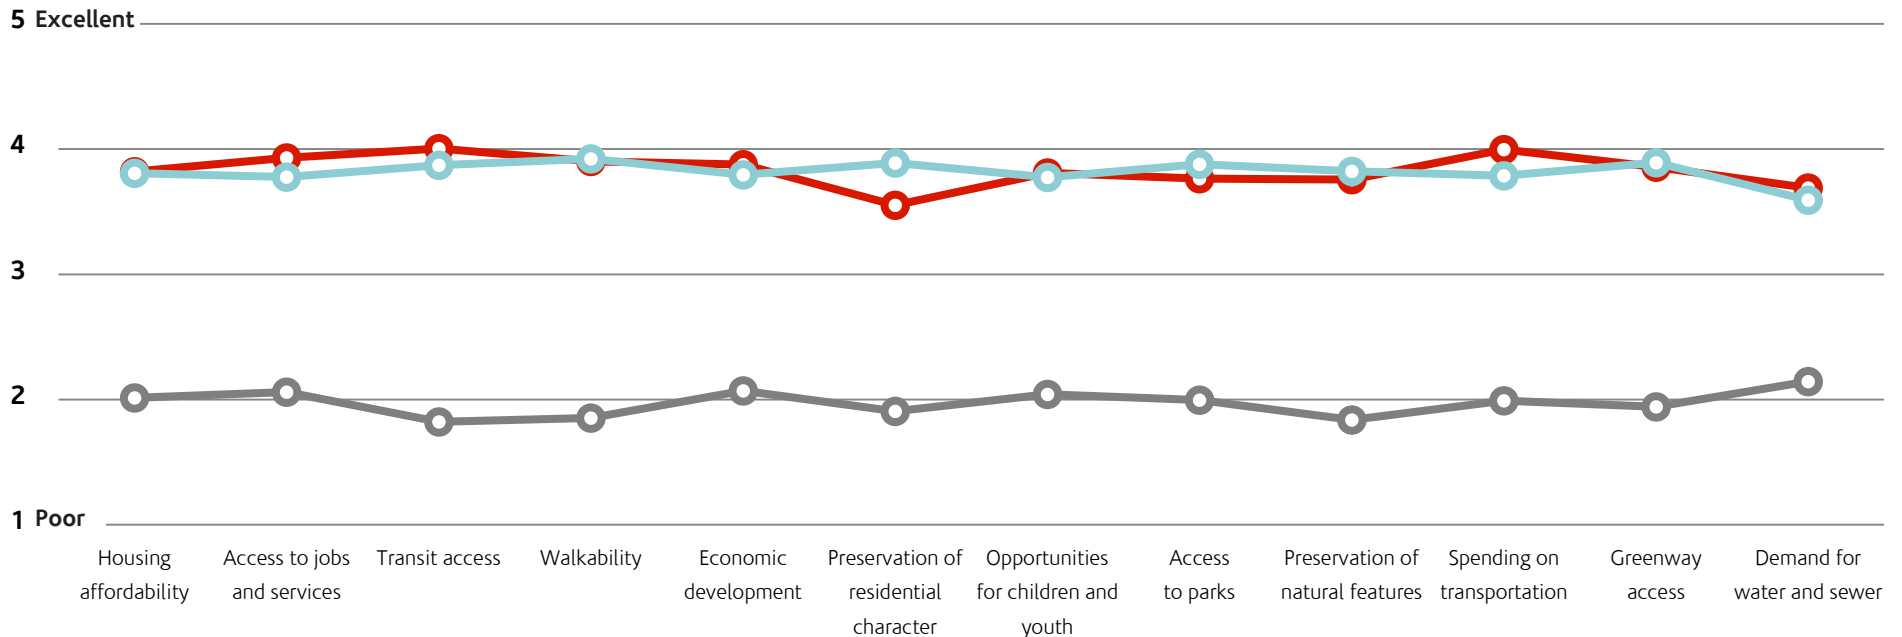 5 Excellent
4
3
2
1 Poor
Housing
affordability
Access to jobs
and services
Transit access
Walkability
Economic
development
Preservation of
residential
character
Opportunities
for children and
youth
Access
to parks
Preservation of
natural features
Spending on
transportation
Greenway
access
Demand for
water and sewer